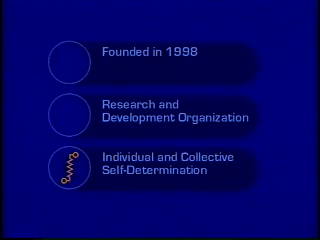 Founded in 1998
Research and
Development Organization
Individual and Collective
Self-Determination